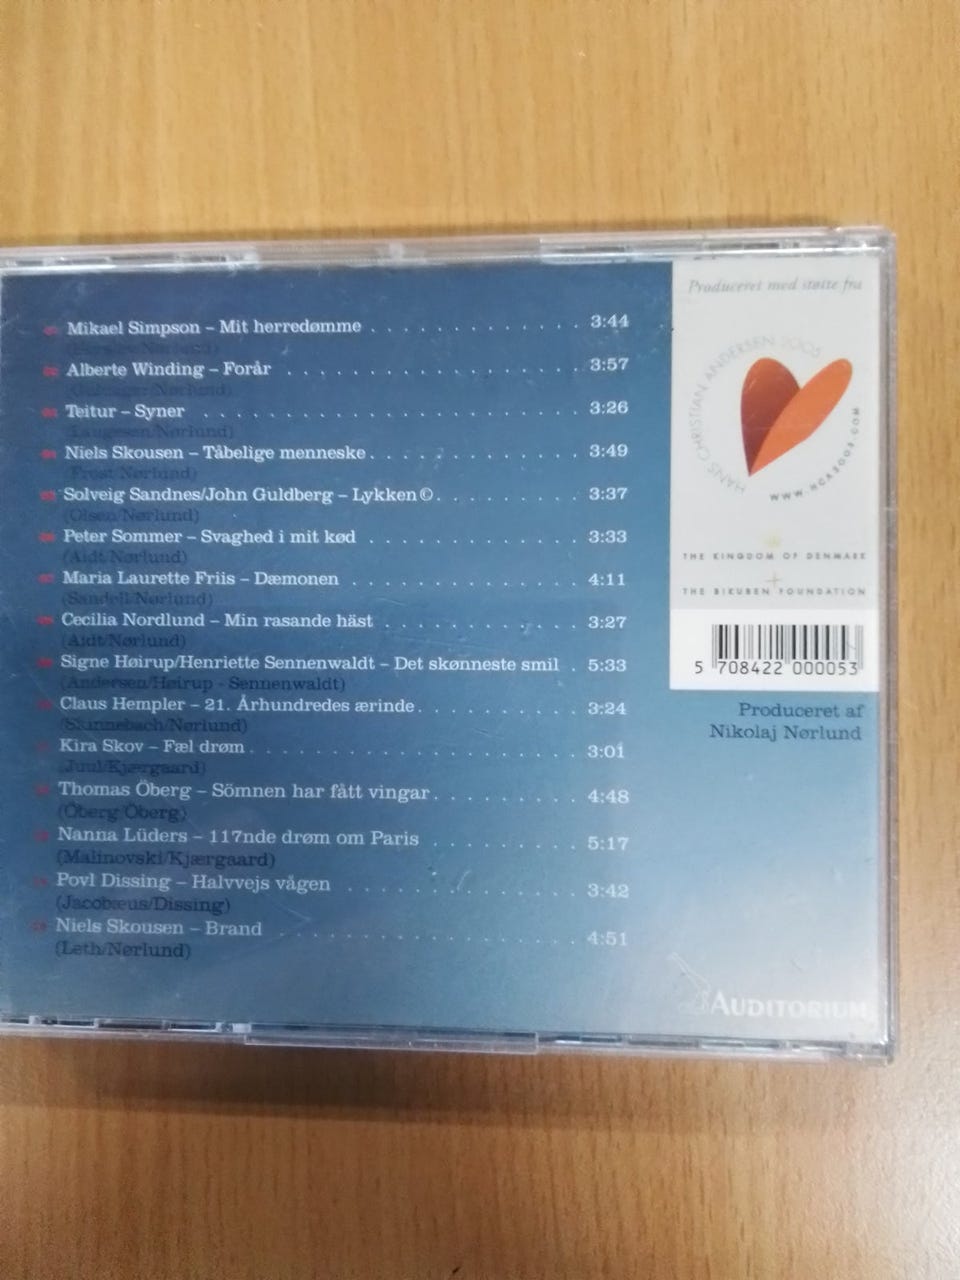 Mikael Simpson – Mit herredømme . . . . . . . . . . . . . 3:44
Alberte Winding – Forår . . . . . . . . . . . . . . . . . . 3:57
Teitur – Syner . . . . . . . . . . . . . . . . . . . . . . . 3:26
(Laugesen/Nørlund)
Niels Skousen – Tåbelige menneske . . . . . . . . . . . . . 3:49
(Frost/Nørlund)
Solveig Sandnes/John Guldberg – Lykken © . . . . . . . . . 3:37
(Olsen/Nørlund)
Peter Sommer – Svaghed i mit kød . . . . . . . . . . . . . 3:33
(Aidt/Nørlund)
Maria Laurette Friis – Dæmonen . . . . . . . . . . . . . . 4:11
(Sandell/Nørlund)
Cecilia Nordlund – Min rasande häst . . . . . . . . . . . . 3:27
(Aidt/Nørlund)
Signe Høirup/Henriette Sennenwaldt – Det skønneste smil . 5:33
(Andersen/Høirup - Sennenwaldt)
Claus Hempler – 21. Århundredes ærinde . . . . . . . . . . 3:24
Kira Skov – Fæl drøm . . . . . . . . . . . . . . . . . . . . 3:01
(Juul/Kjærgaard)
Thomas Öberg – Sömnen har fått vingar . . . . . . . . . . . 4:48
(Öberg/Öberg)
Nanna Lüders – 117nde drøm om Paris . . . . . . . . . 5:17
(Malinovski/Kjærgaard)
Povl Dissing – Halvvejs vågen . . . . . . . . . . . . . . 3:42
(Jacobæus/Dissing)
Niels Skousen – Brand . . . . . . . . . . . . . . . . . 4:51
(Leth/Nørlund)
Produceret med støtte fra
HANS CHRISTIAN ANDERSEN 2005
WWW.HCA2005.COM
THE KINGDOM OF DENMARK
+
THE BIKUBEN FOUNDATION
5 708422 000053
Produceret af
Nikolaj Nørlund
AUDITORIUM